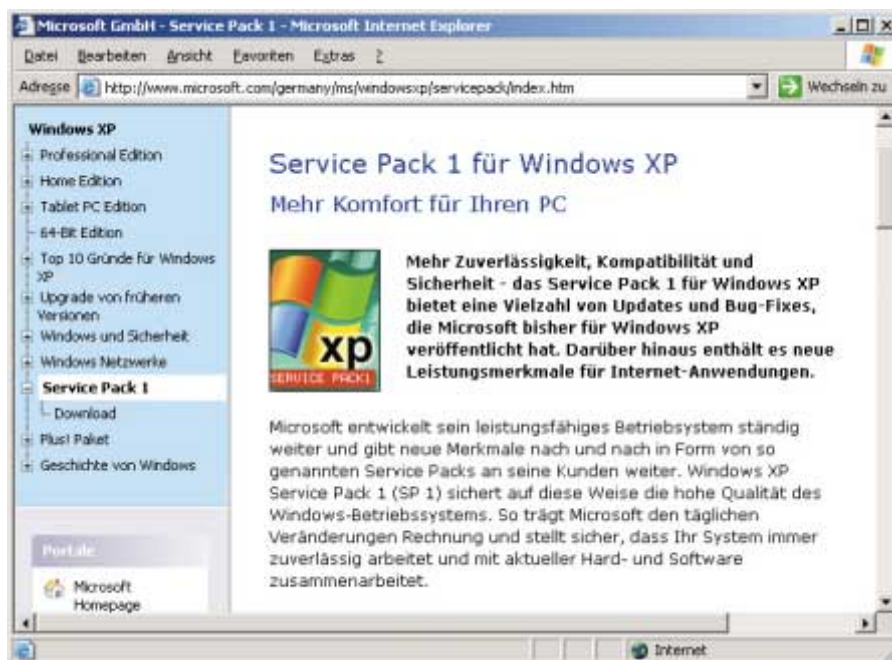 Microsoft GmbH - Service Pack 1 - Microsoft Internet Explorer
Datei Bearbeiten Ansicht Favoriten Extras ?
Adresse http://www.microsoft.com/germany/ms/windowsxp/servicepack/index.htm Wechseln zu
Windows XP
Professional Edition
Home Edition
Tablet PC Edition
64-Bit Edition
Top 10 Gründe für Windows
XP
Upgrade von früheren
Versionen
Windows und Sicherheit
Windows Netzwerke
Service Pack 1
Download
Plus! Paket
Geschichte von Windows
Portale
Microsoft
Homepage
Service Pack 1 für Windows XP
Mehr Komfort für Ihren PC
xp
SERVICE PACK1
Mehr Zuverlässigkeit, Kompatibilität und
Sicherheit - das Service Pack 1 für Windows XP
bietet eine Vielzahl von Updates und Bug-Fixes,
die Microsoft bisher für Windows XP
veröffentlicht hat. Darüber hinaus enthält es neue
Leistungsmerkmale für Internet-Anwendungen.
Microsoft entwickelt sein leistungsfähiges Betriebsystem ständig
weiter und gibt neue Merkmale nach und nach in Form von so
genannten Service Packs an seine Kunden weiter. Windows XP
Service Pack 1 (SP 1) sichert auf diese Weise die hohe Qualität des
Windows-Betriebssystems. So trägt Microsoft den täglichen
Veränderungen Rechnung und stellt sicher, dass Ihr System immer
zuverlässig arbeitet und mit aktueller Hard- und Software
zusammenarbeitet.
Internet